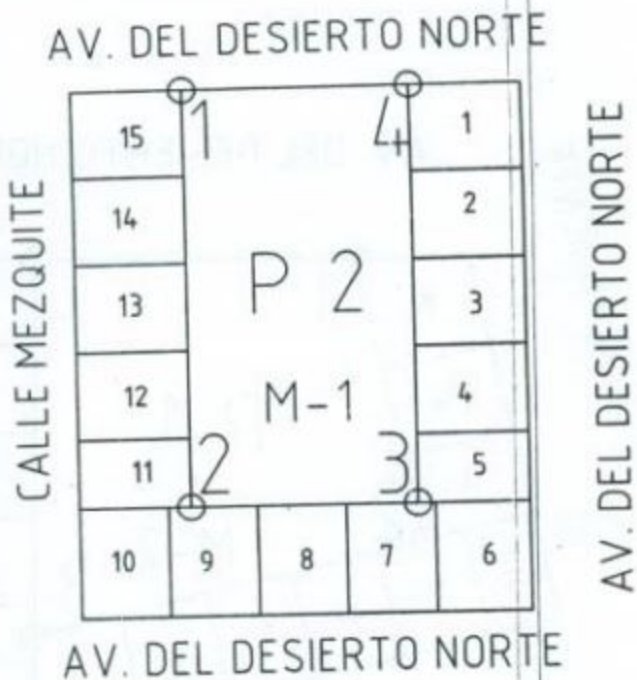 AV. DEL DESIERTO NORTE
15 1 4 1
14 2
P 2
13 3
M-1
12 4
11 2 3 5
10 9 8 7 6
CALLE MEZQUITE
AV. DEL DESIERTO NORTE
AV. DEL DESIERTO NORTE